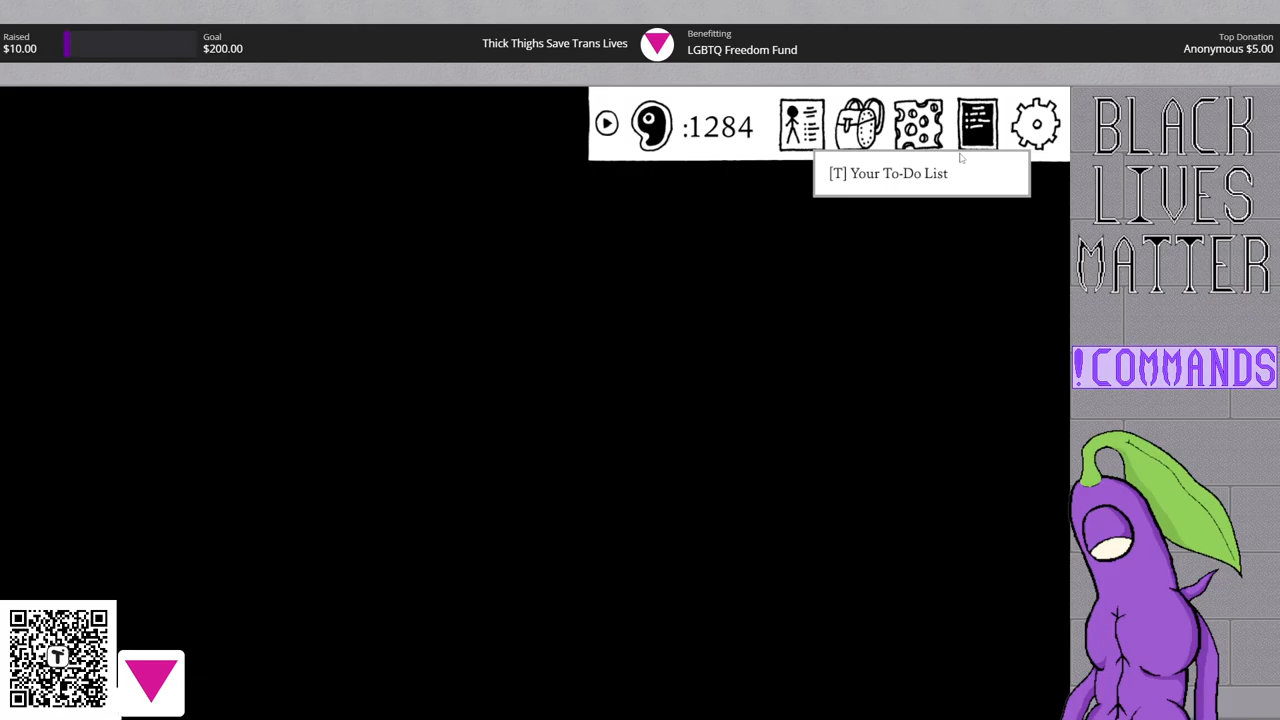 Raised
$10.00
Goal
$200.00
Thick Thighs Save Trans Lives
Benefitting
LGBTQ Freedom Fund
Top Donation
Anonymous $5.00
:1284
[T] Your To-Do List
BLACK
LIVES
MATTER
!COMMANDS
T